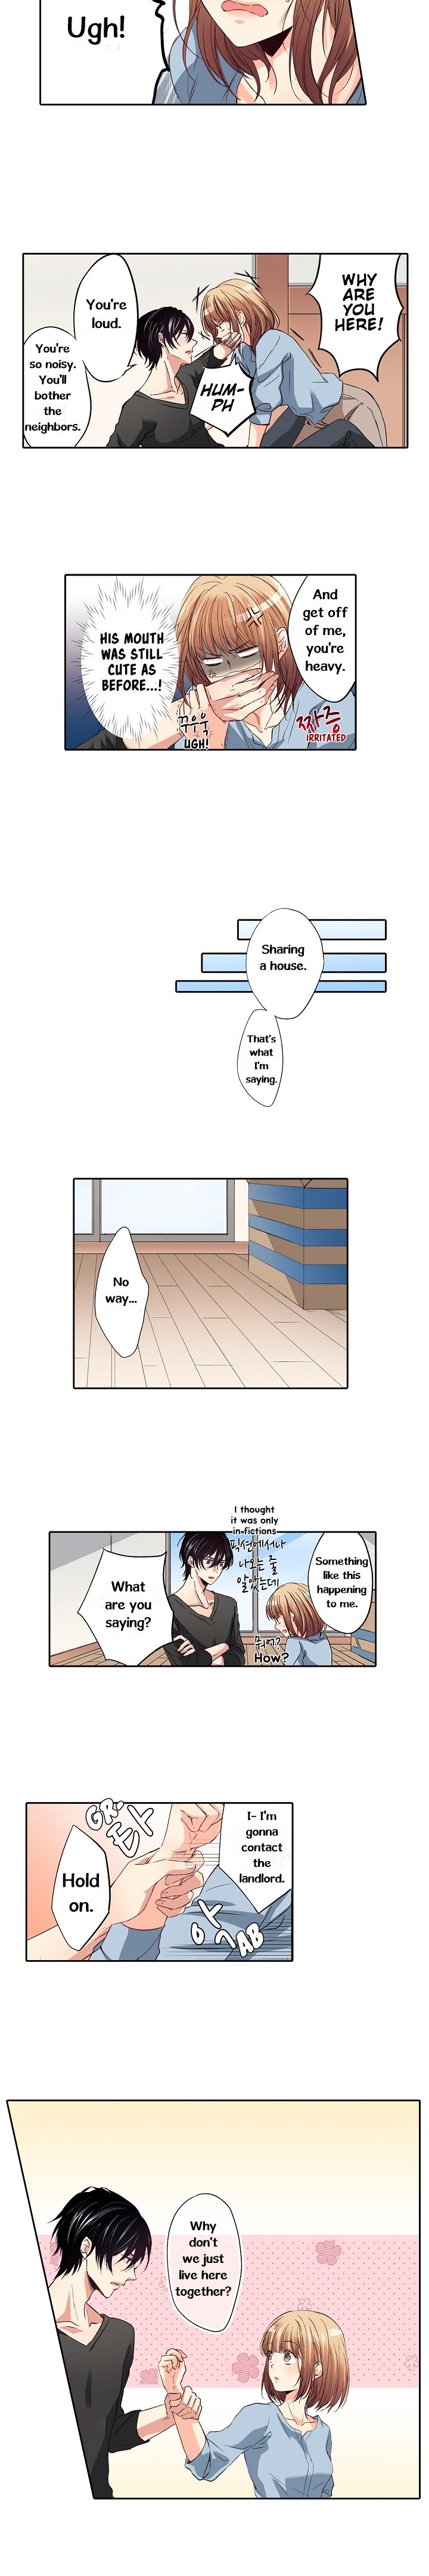 Ugh!
WHY
ARE
YOU
HERE!
You're
loud.
You're
so noisy.
You'll
bother
the
neighbors.
HUM-
PH
And
get off
of me,
you're
heavy.
HIS MOUTH
WAS STILL
CUTE AS
BEFORE...!
꾸우욱
UGH!
짜증
IRRITATED
Sharing
a house.
That's
what
I'm
saying.
No
way...
I thought
it was only
in fictions
픽션에서나
나오는 줄
알았는데
Something
like this
happening
to me.
What
are you
saying?
뭐어?
How?
I- I'm
gonna
contact
the
landlord.
GR-
AB
Hold
on.
Why
don't
we just
live here
together?